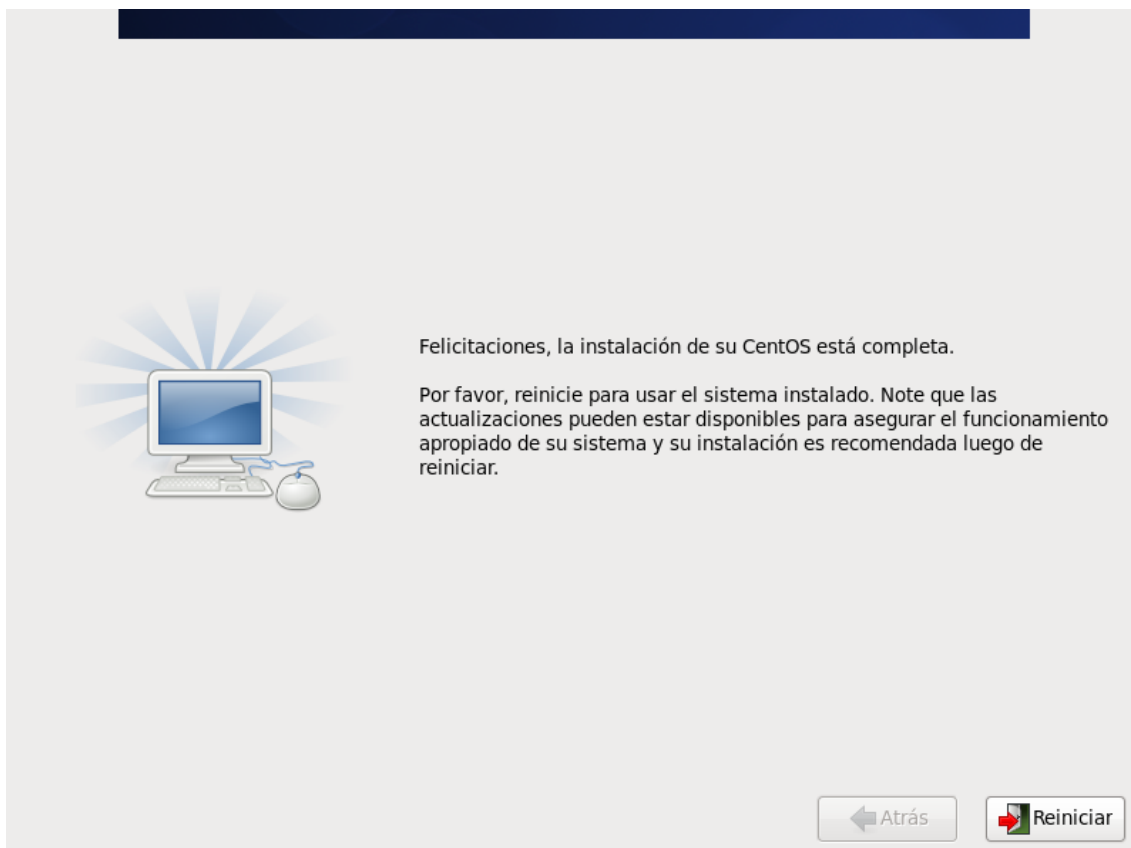 Felicitaciones, la instalación de su CentOS está completa.
Por favor, reinicie para usar el sistema instalado. Note que las
actualizaciones pueden estar disponibles para asegurar el funcionamiento
apropiado de su sistema y su instalación es recomendada luego de
reiniciar.
Atrás
Reiniciar